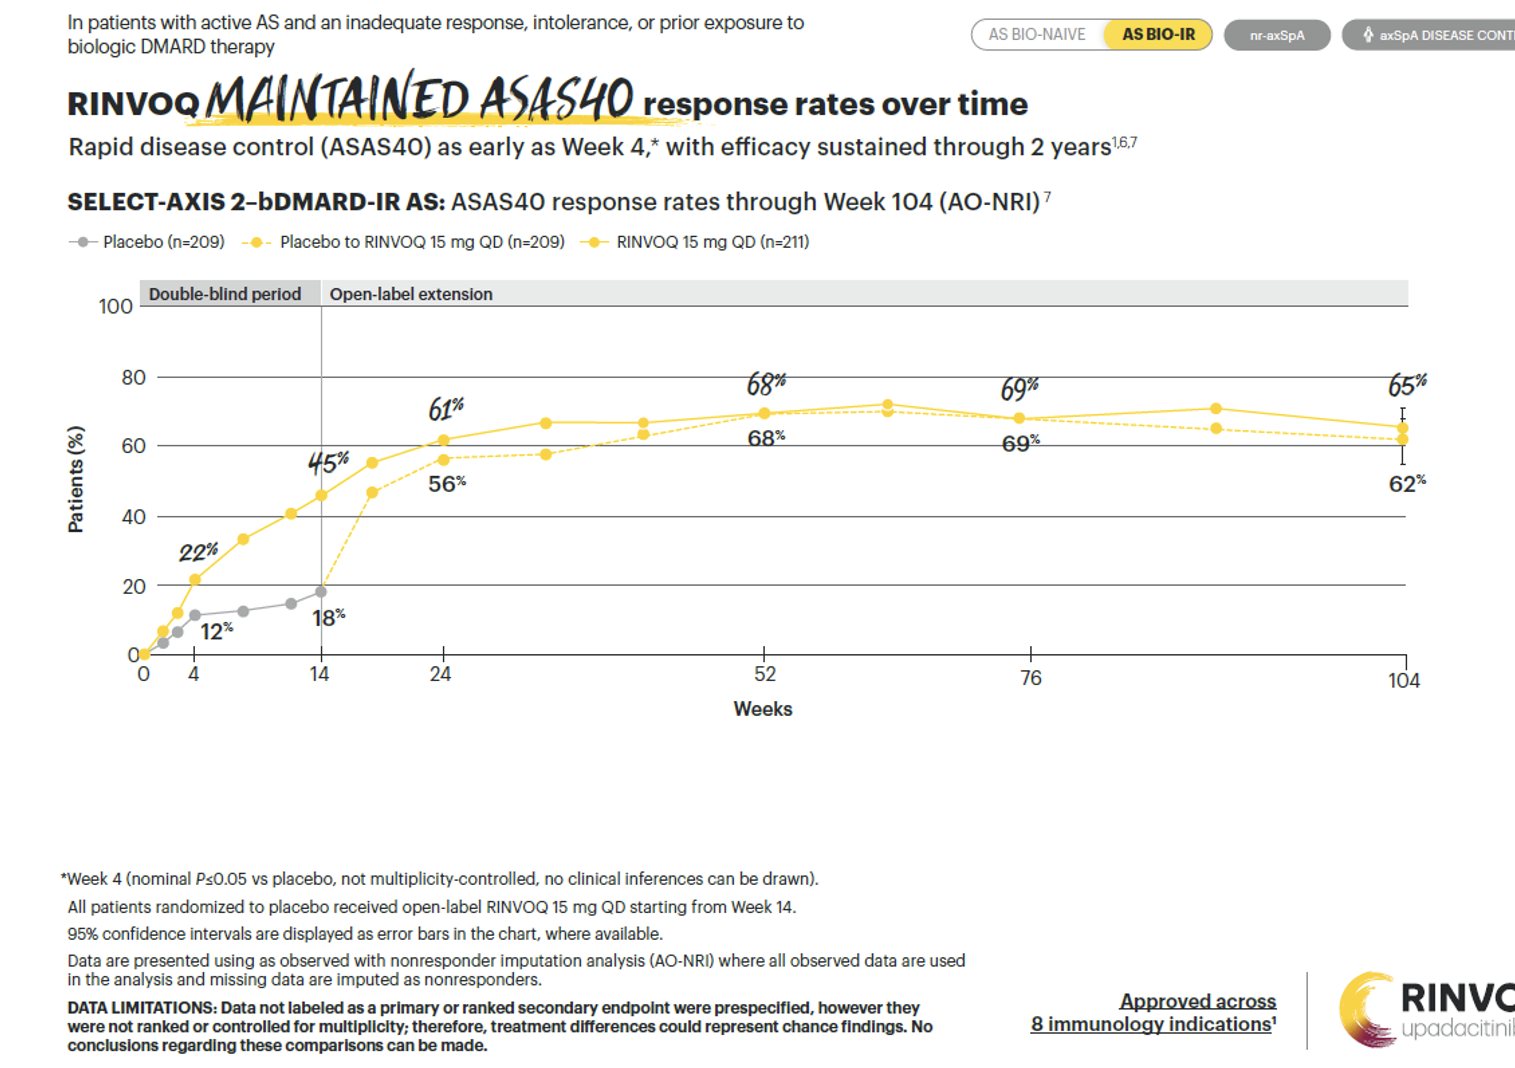 In patients with active AS and an inadequate response, intolerance, or prior exposure to
biologic DMARD therapy
AS BIO-NAIVE AS BIO-IR nr-axSpA axSpA DISEASE CONT
RINVOQ MAINTAINED ASAS40 response rates over time
Rapid disease control (ASAS40) as early as Week 4,* with efficacy sustained through 2 years1,6,7
SELECT-AXIS 2–bDMARD-IR AS: ASAS40 response rates through Week 104 (AO-NRI)7
Placebo (n=209) Placebo to RINVOQ 15 mg QD (n=209) RINVOQ 15 mg QD (n=211)
Double-blind period Open-label extension
100
80
60
40
20
0
Patients (%)
22% 45% 61% 68% 69% 65%
12% 18% 56% 68% 69% 62%
0 4 14 24 52 76 104
Weeks
*Week 4 (nominal P≤0.05 vs placebo, not multiplicity-controlled, no clinical inferences can be drawn).
All patients randomized to placebo received open-label RINVOQ 15 mg QD starting from Week 14.
95% confidence intervals are displayed as error bars in the chart, where available.
Data are presented using as observed with nonresponder imputation analysis (AO-NRI) where all observed data are used
in the analysis and missing data are imputed as nonresponders.
DATA LIMITATIONS: Data not labeled as a primary or ranked secondary endpoint were prespecified, however they
were not ranked or controlled for multiplicity; therefore, treatment differences could represent chance findings. No
conclusions regarding these comparisons can be made.
Approved across
8 immunology indications1
RINVO
upadacitini